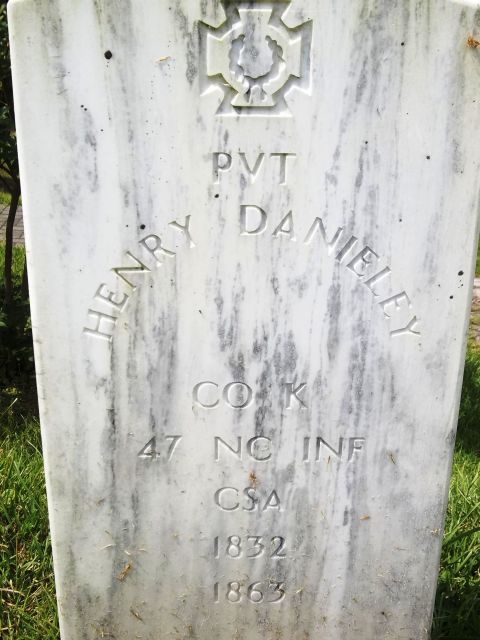 PVT
HENRY DANIELEY
CO K
47 NC INF
CSA
1832
1863